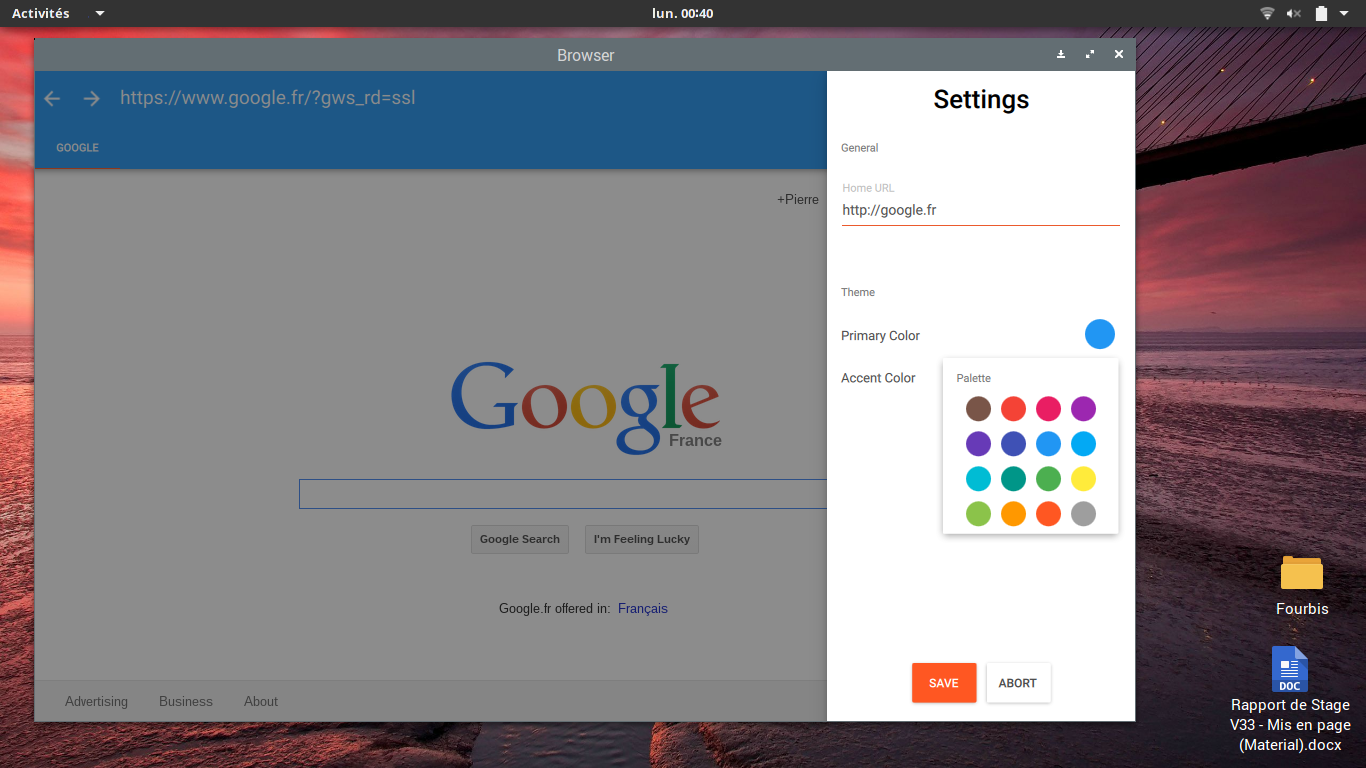 Activités
lun. 00:40
Browser
https://www.google.fr/?gws_rd=ssl
GOOGLE
+Pierre
Google
France
Google Search
I'm Feeling Lucky
Google.fr offered in: Français
Advertising
Business
About
Settings
General
Home URL
http://google.fr
Theme
Primary Color
Accent Color
Palette
SAVE
ABORT
Fourbis
DOC
Rapport de Stage
V33 - Mis en page
(Material).docx